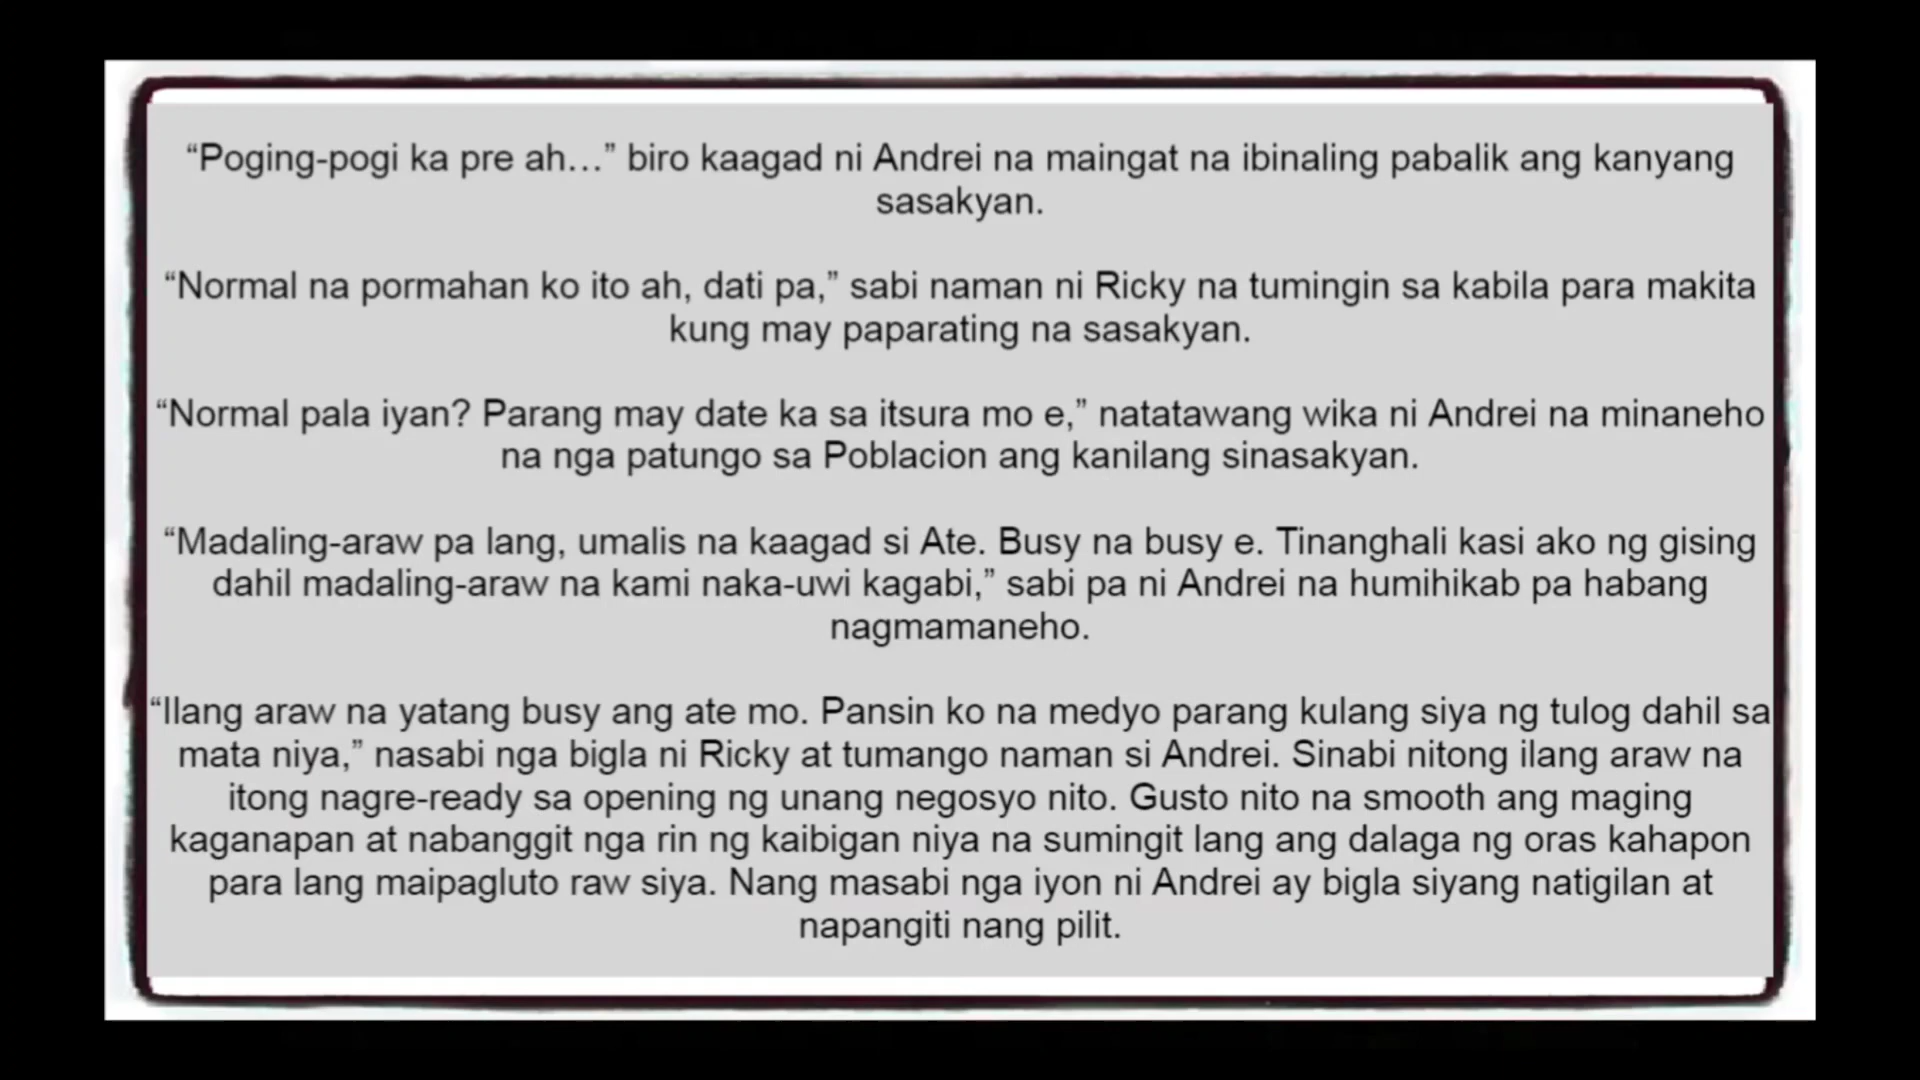 “Poging-pogi ka pre ah…” biro kaagad ni Andrei na maingat na ibinaling pabalik ang kanyang
sasakyan.
“Normal na pormahan ko ito ah, dati pa,” sabi naman ni Ricky na tumingin sa kabila para makita
kung may paparating na sasakyan.
“Normal pala iyan? Parang may date ka sa itsura mo e,” natatawang wika ni Andrei na minaneho
na nga patungo sa Poblacion ang kanilang sinasakyan.
“Madaling-araw pa lang, umalis na kaagad si Ate. Busy na busy e. Tinanghali kasi ako ng gising
dahil madaling-araw na kami naka-uwi kagabi,” sabi pa ni Andrei na humihikab pa habang
nagmamaneho.
“Ilang araw na yatang busy ang ate mo. Pansin ko na medyo parang kulang siya ng tulog dahil sa
mata niya,” nasabi nga bigla ni Ricky at tumango naman si Andrei. Sinabi nitong ilang araw na
itong nagre-ready sa opening ng unang negosyo nito. Gusto nito na smooth ang maging
kaganapan at nabanggit nga rin ng kaibigan niya na sumingit lang ang dalaga ng oras kahapon
para lang maipagluto raw siya. Nang masabi nga iyon ni Andrei ay bigla siyang natigilan at
napangiti nang pilit.